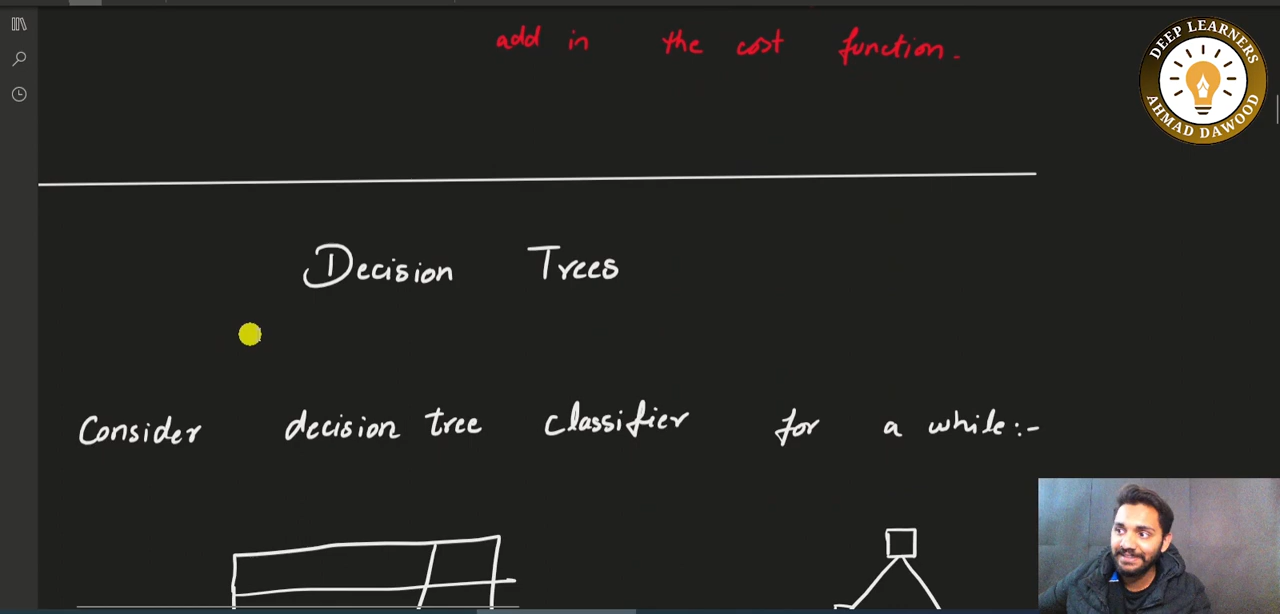 add in the cost function.
DEEP LEARNERS
AHMAD DAWOOD
Decision Trees
Consider decision tree classifier for a while:-